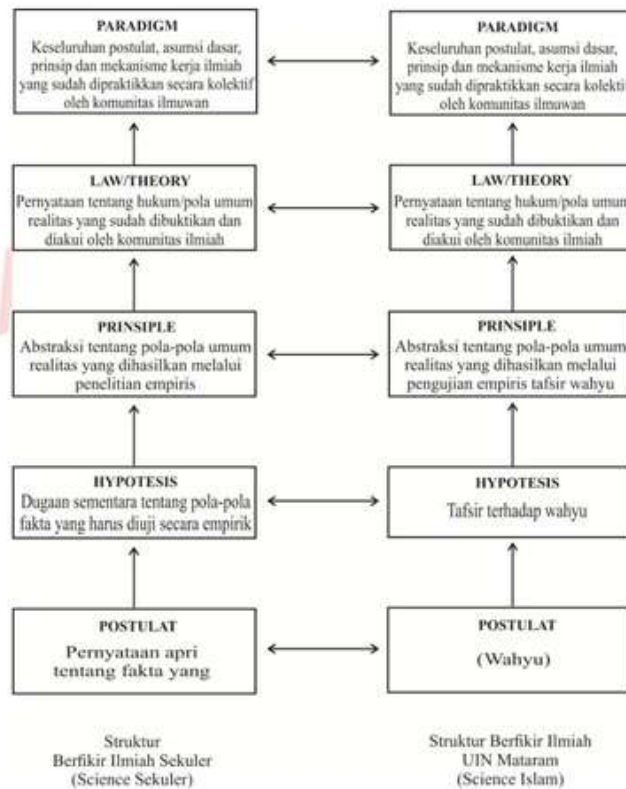 PARADIGM
Keseluruhan postulat, asumsi dasar,
prinsip dan mekanisme kerja ilmiah
yang sudah dipraktikkan secara kolektif
oleh komunitas ilmuwan
LAW/THEORY
Pernyataan tentang hukum/pola umum
realitas yang sudah dibuktikan dan
diakui oleh komunitas ilmiah
PRINSIPLE
Abstraksi tentang pola-pola umum
realitas yang dihasilkan melalui
penelitian empiris
HYPOTESIS
Dugaan sementara tentang pola-pola
fakta yang harus diuji secara empirik
POSTULAT
Pernyataan apri
tentang fakta yang
Struktur
Berfikir Ilmiah Sekuler
(Science Sekuler)
PARADIGM
Keseluruhan postulat, asumsi dasar,
prinsip dan mekanisme kerja ilmiah
yang sudah dipraktikkan secara kolektif
oleh komunitas ilmuwan
LAW/THEORY
Pernyataan tentang hukum/pola umum
realitas yang sudah dibuktikan dan
diakui oleh komunitas ilmiah
PRINSIPLE
Abstraksi tentang pola-pola umum
realitas yang dihasilkan melalui
pengujian empiris tafsir wahyu
HYPOTESIS
Tafsir terhadap wahyu
POSTULAT
(Wahyu)
Struktur Berfikir Ilmiah
UIN Mataram
(Science Islam)